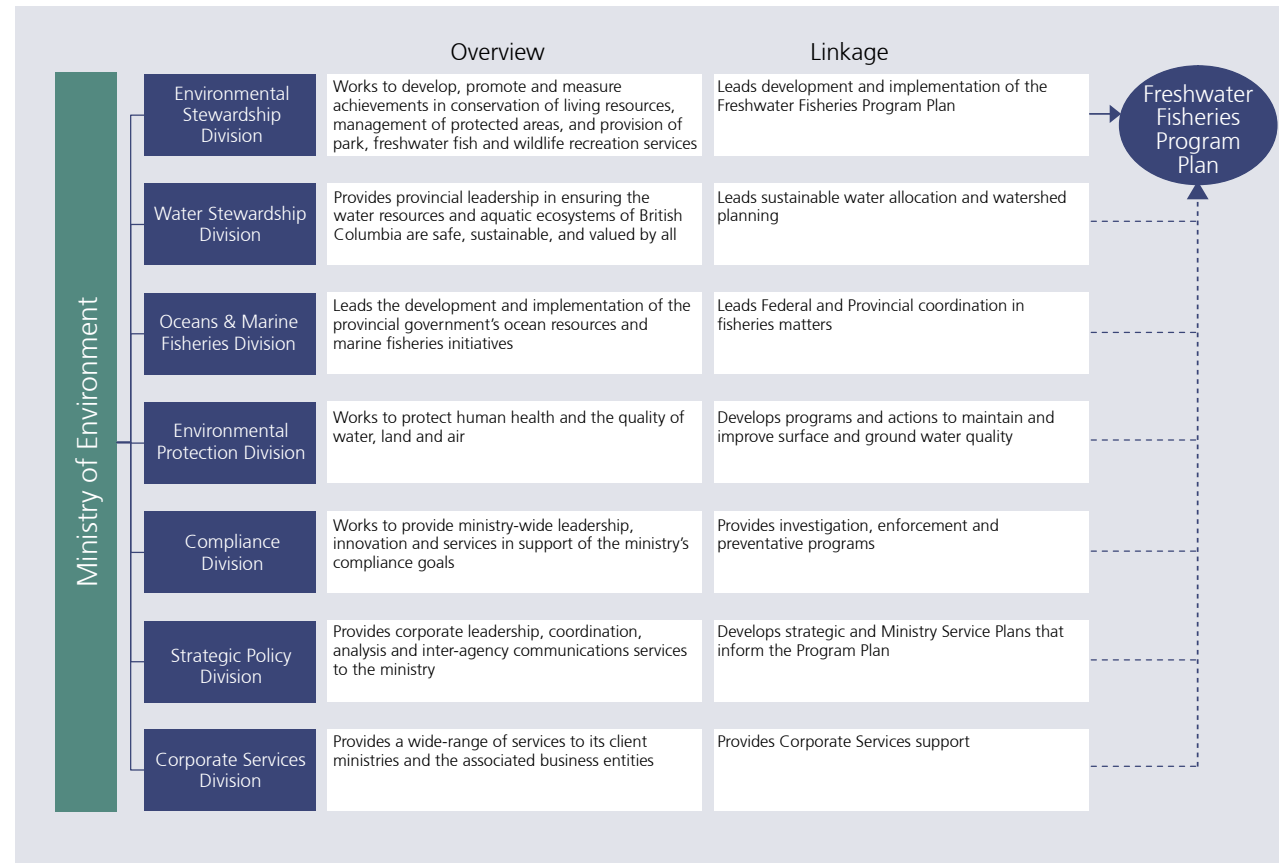 Overview
Linkage
Ministry of Environment
Environmental
Stewardship
Division
Works to develop, promote and measure
achievements in conservation of living resources,
management of protected areas, and provision of
park, freshwater fish and wildlife recreation services
Leads development and implementation of the
Freshwater Fisheries Program Plan
Freshwater
Fisheries
Program
Plan
Water Stewardship
Division
Provides provincial leadership in ensuring the
water resources and aquatic ecosystems of British
Columbia are safe, sustainable, and valued by all
Leads sustainable water allocation and watershed
planning
Oceans & Marine
Fisheries Division
Leads the development and implementation of the
provincial government’s ocean resources and
marine fisheries initiatives
Leads Federal and Provincial coordination in
fisheries matters
Environmental
Protection Division
Works to protect human health and the quality of
water, land and air
Develops programs and actions to maintain and
improve surface and ground water quality
Compliance
Division
Works to provide ministry-wide leadership,
innovation and services in support of the ministry’s
compliance goals
Provides investigation, enforcement and
preventative programs
Strategic Policy
Division
Provides corporate leadership, coordination,
analysis and inter-agency communications services
to the ministry
Develops strategic and Ministry Service Plans that
inform the Program Plan
Corporate Services
Division
Provides a wide-range of services to its client
ministries and the associated business entities
Provides Corporate Services support